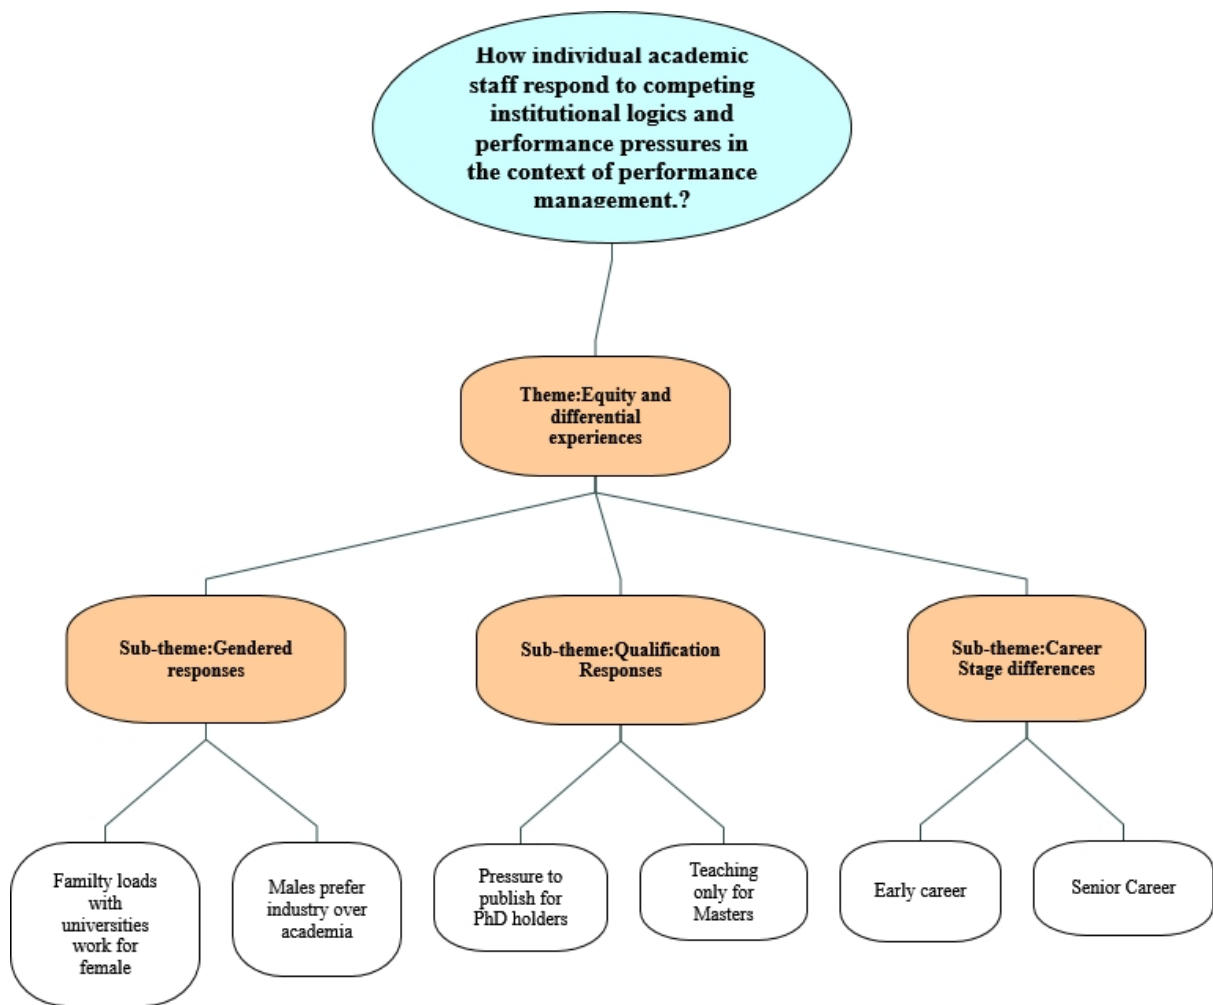 How individual academic
staff respond to competing
institutional logics and
performance pressures in
the context of performance
management.?
Theme:Equity and
differential
experiences
Sub-theme:Gendered
responses
Sub-theme:Qualification
Responses
Sub-theme:Career
Stage differences
Familty loads
with
universities
work for
female
Males prefer
industry over
academia
Pressure to
publish for
PhD holders
Teaching
only for
Masters
Early career
Senior Career